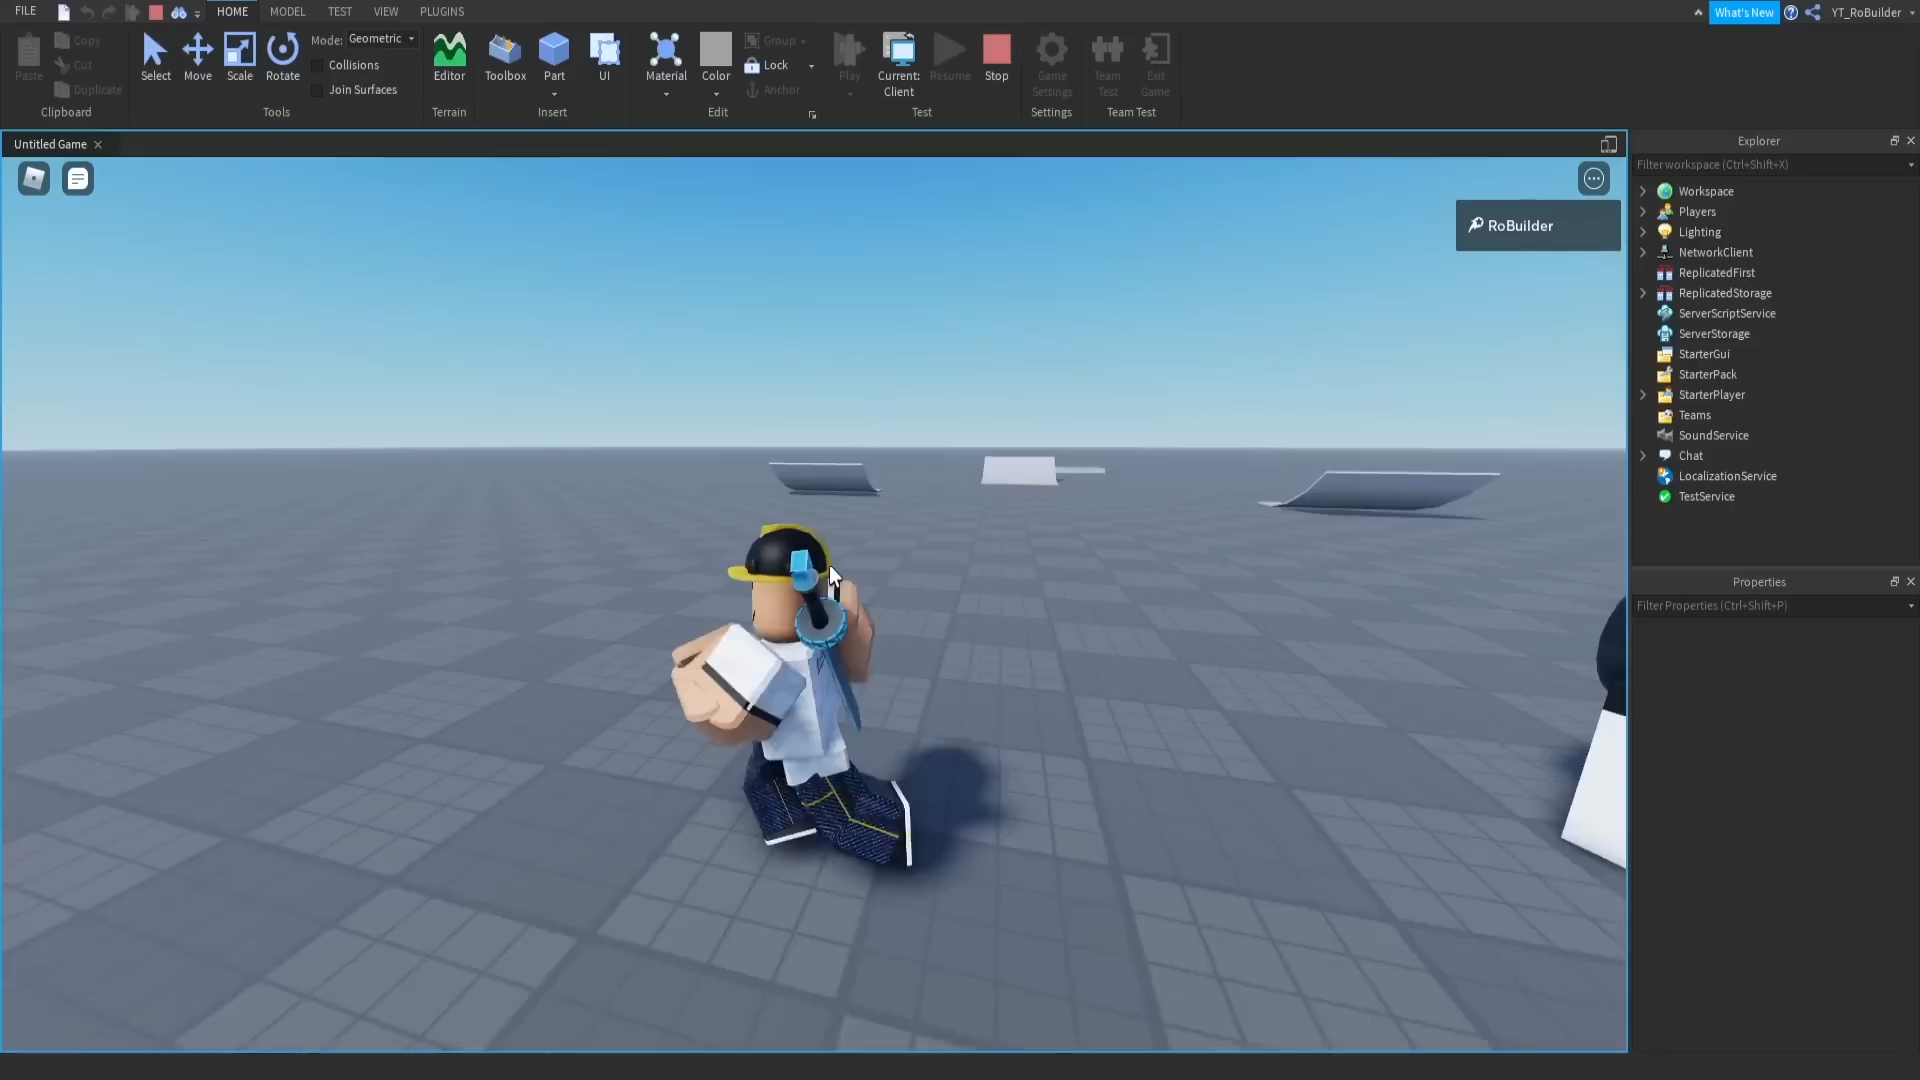 FILE HOME MODEL TEST VIEW PLUGINS What's New YT_RoBuilder
Paste
Copy
Cut
Duplicate
Clipboard
Select Move Scale Rotate
Mode: Geometric
Collisions
Join Surfaces
Tools
Editor
Terrain
Toolbox Part UI
Insert
Material Color
Group
Lock
Anchor
Edit
Play Current: Client Resume Stop
Test
Game Settings
Settings
Team Test Exit Game
Team Test
Untitled Game
RoBuilder
Explorer
Filter workspace (Ctrl+Shift+X)
Workspace
Players
Lighting
NetworkClient
ReplicatedFirst
ReplicatedStorage
ServerScriptService
ServerStorage
StarterGui
StarterPack
StarterPlayer
Teams
SoundService
Chat
LocalizationService
TestService
Properties
Filter Properties (Ctrl+Shift+P)